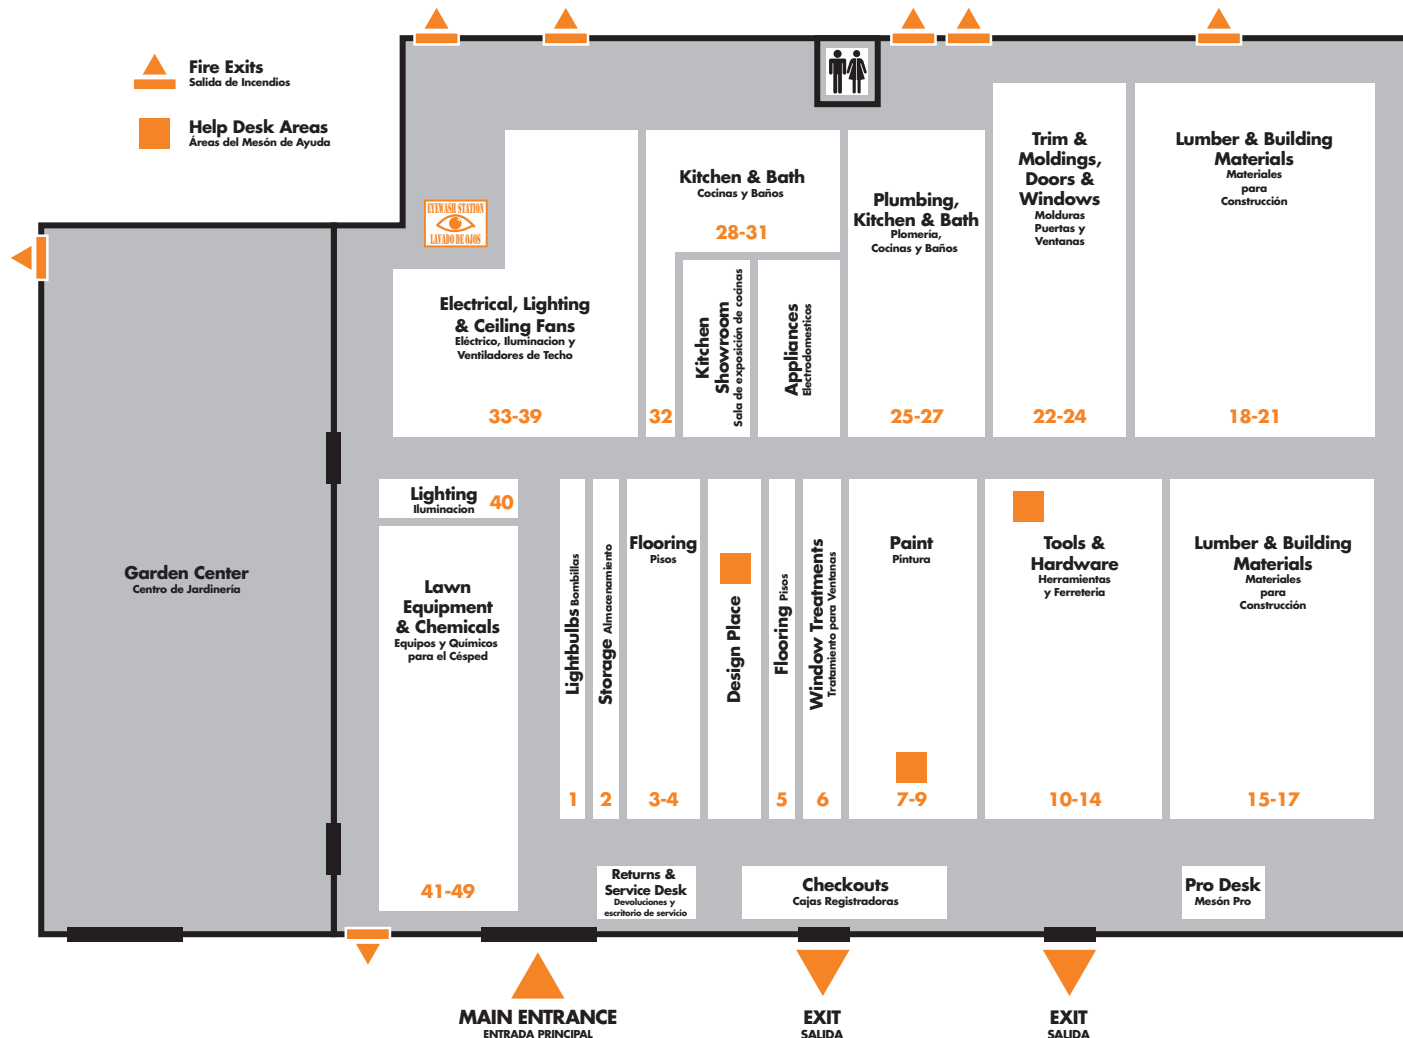 Fire Exits
Salida de Incendios
Help Desk Areas
Áreas del Mesón de Ayuda
EYEWASH STATION
LAVADO DE OJOS
Electrical, Lighting
& Ceiling Fans
Eléctrico, Iluminacion y
Ventiladores de Techo
33-39
Kitchen & Bath
Cocinas y Baños
28-31
32
Kitchen
Showroom
Sala de exposición de cocinas
Appliances
Electrodomesticos
Plumbing,
Kitchen & Bath
Plomería,
Cocinas y Baños
25-27
Trim &
Moldings,
Doors &
Windows
Molduras
Puertas y
Ventanas
22-24
Lumber & Building
Materials
Materiales
para
Construcción
18-21
Garden Center
Centro de Jardinería
Lighting
Iluminacion
40
Lawn
Equipment
& Chemicals
Equipos y Químicos
para el Césped
41-49
Lightbulbs Bombillas
1
Storage Almacenamiento
2
Flooring
Pisos
3-4
Design Place
Flooring Pisos
5
Window Treatments
Tratamiento para Ventanas
6
Paint
Pintura
7-9
Tools &
Hardware
Herramientas
y Ferreteria
10-14
Lumber & Building
Materials
Materiales
para
Construcción
15-17
Returns &
Service Desk
Devoluciones y
escritorio de servicio
Checkouts
Cajas Registradoras
Pro Desk
Mesón Pro
MAIN ENTRANCE
ENTRADA PRINCIPAL
EXIT
SALIDA
EXIT
SALIDA